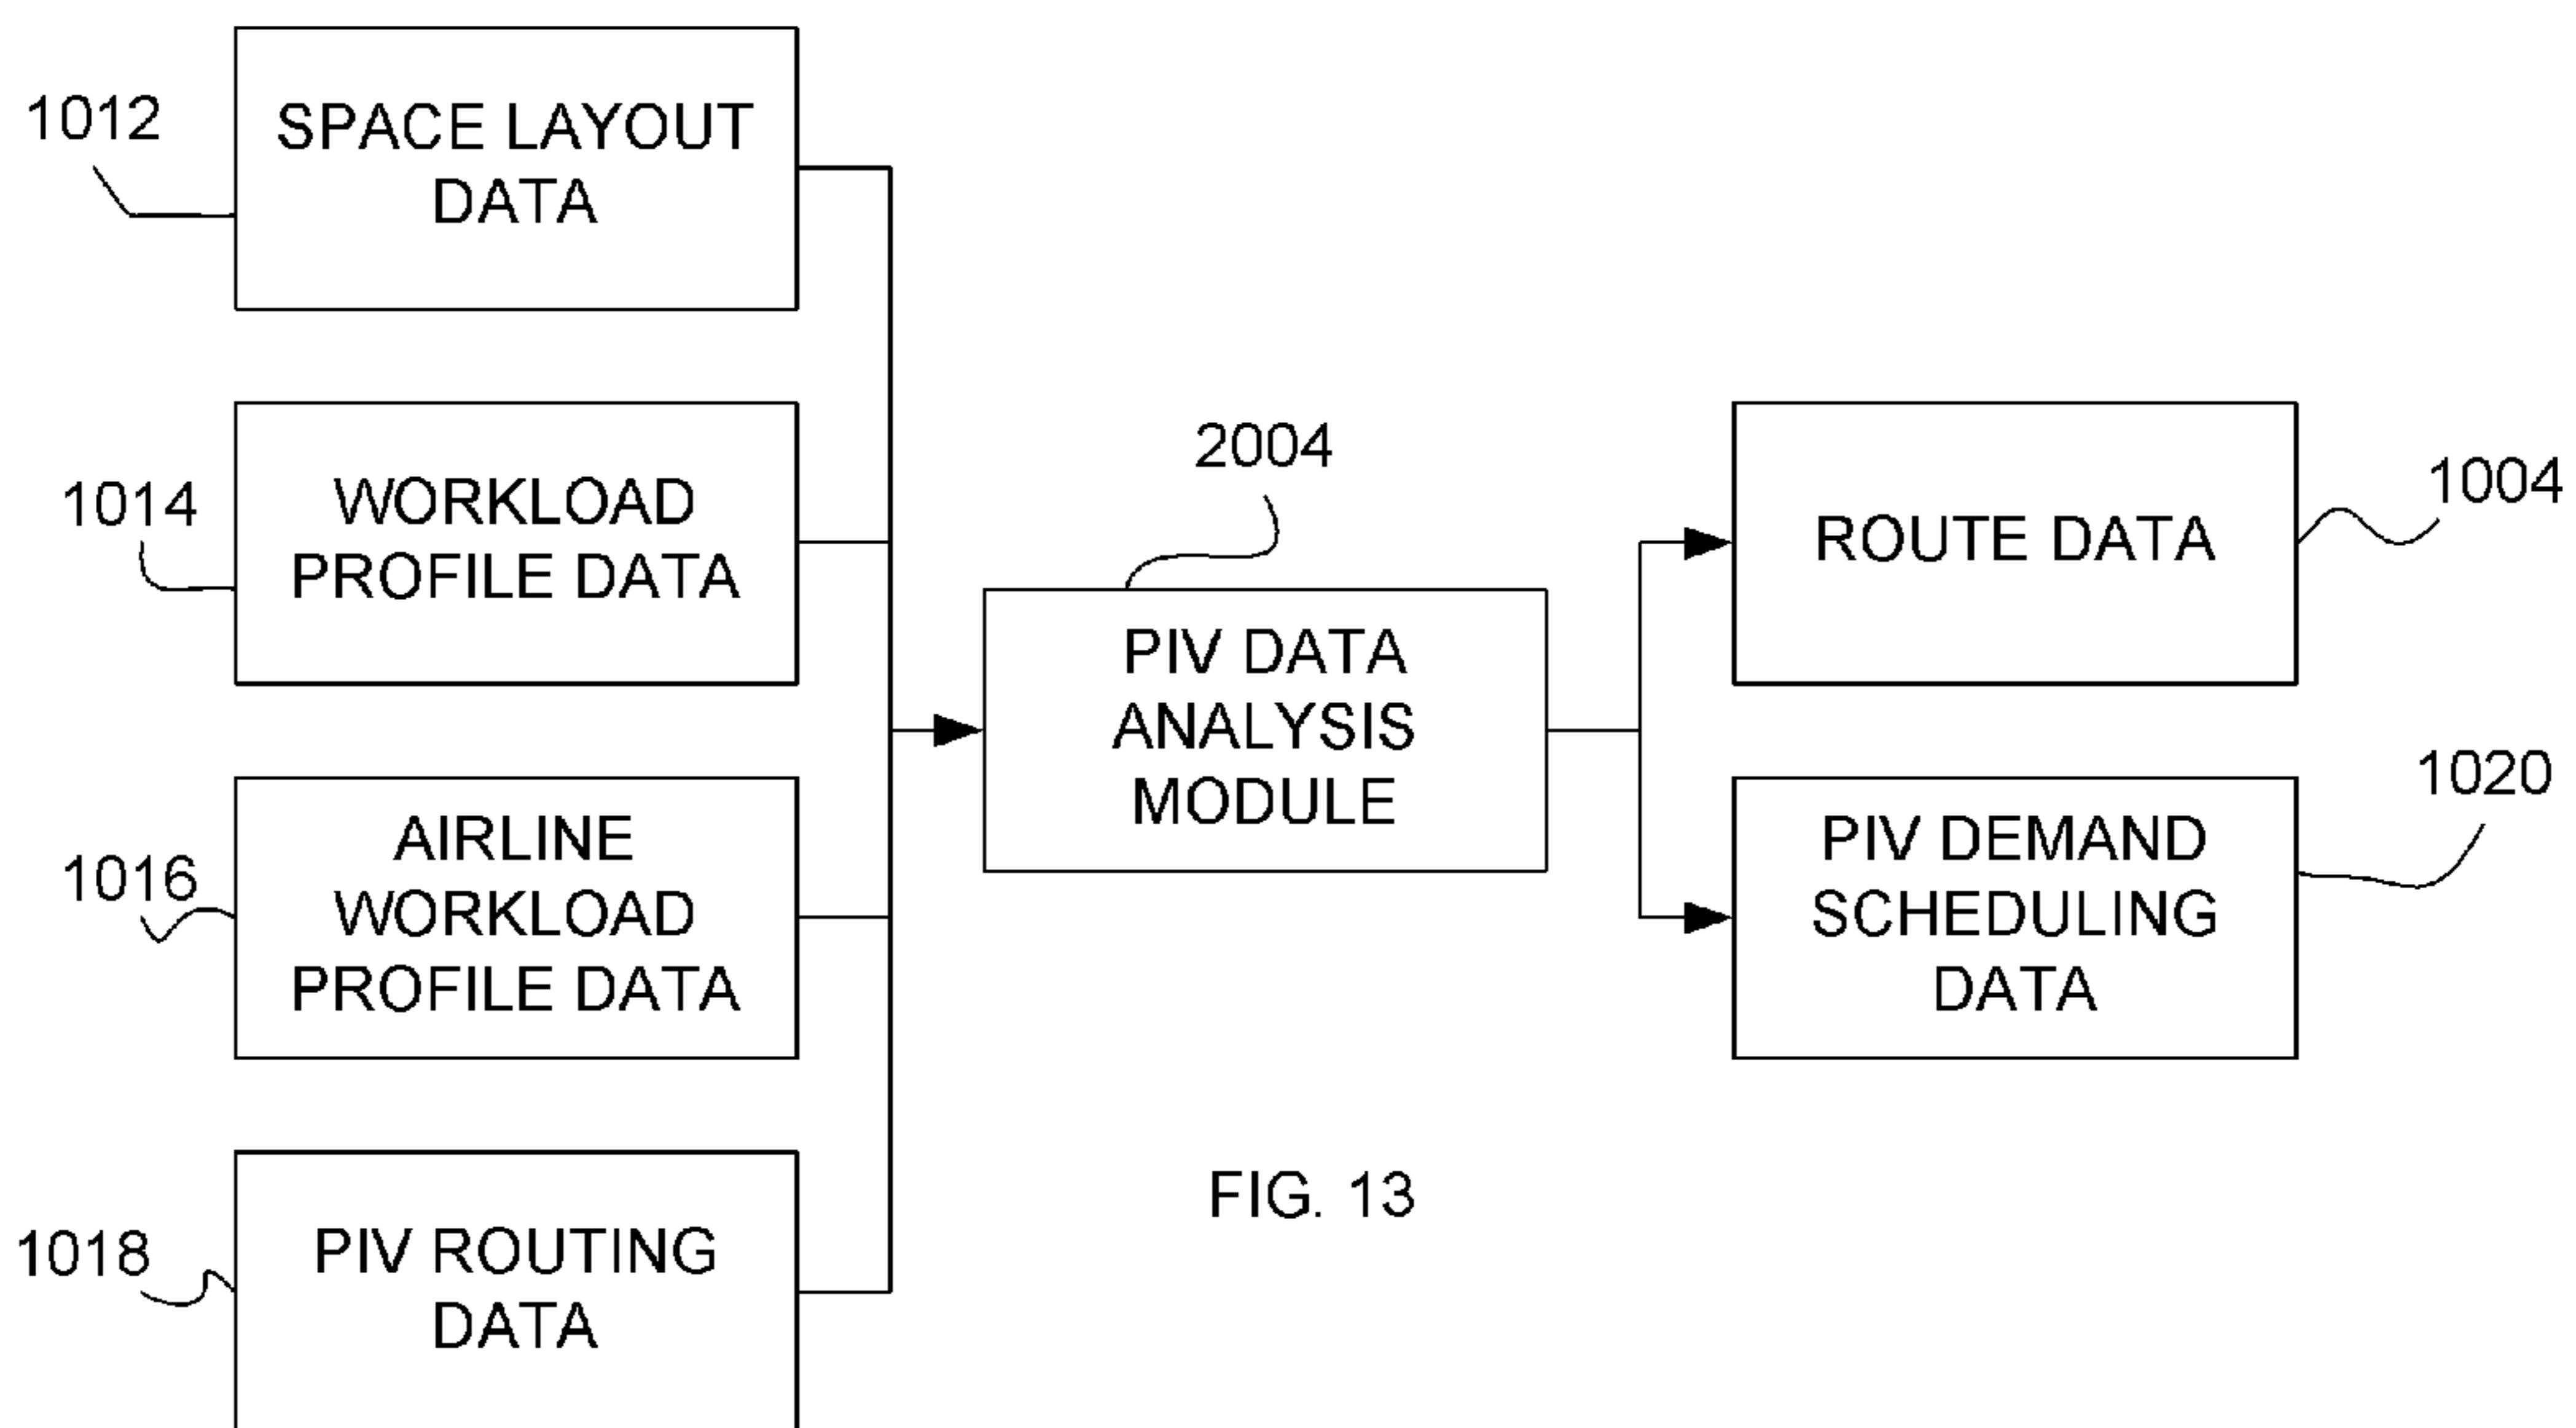 1012
SPACE LAYOUT
DATA
1014
WORKLOAD
PROFILE DATA
1016
AIRLINE
WORKLOAD
PROFILE DATA
1018
PIV ROUTING
DATA
2004
PIV DATA
ANALYSIS
MODULE
ROUTE DATA
1004
PIV DEMAND
SCHEDULING
DATA
1020
FIG. 13